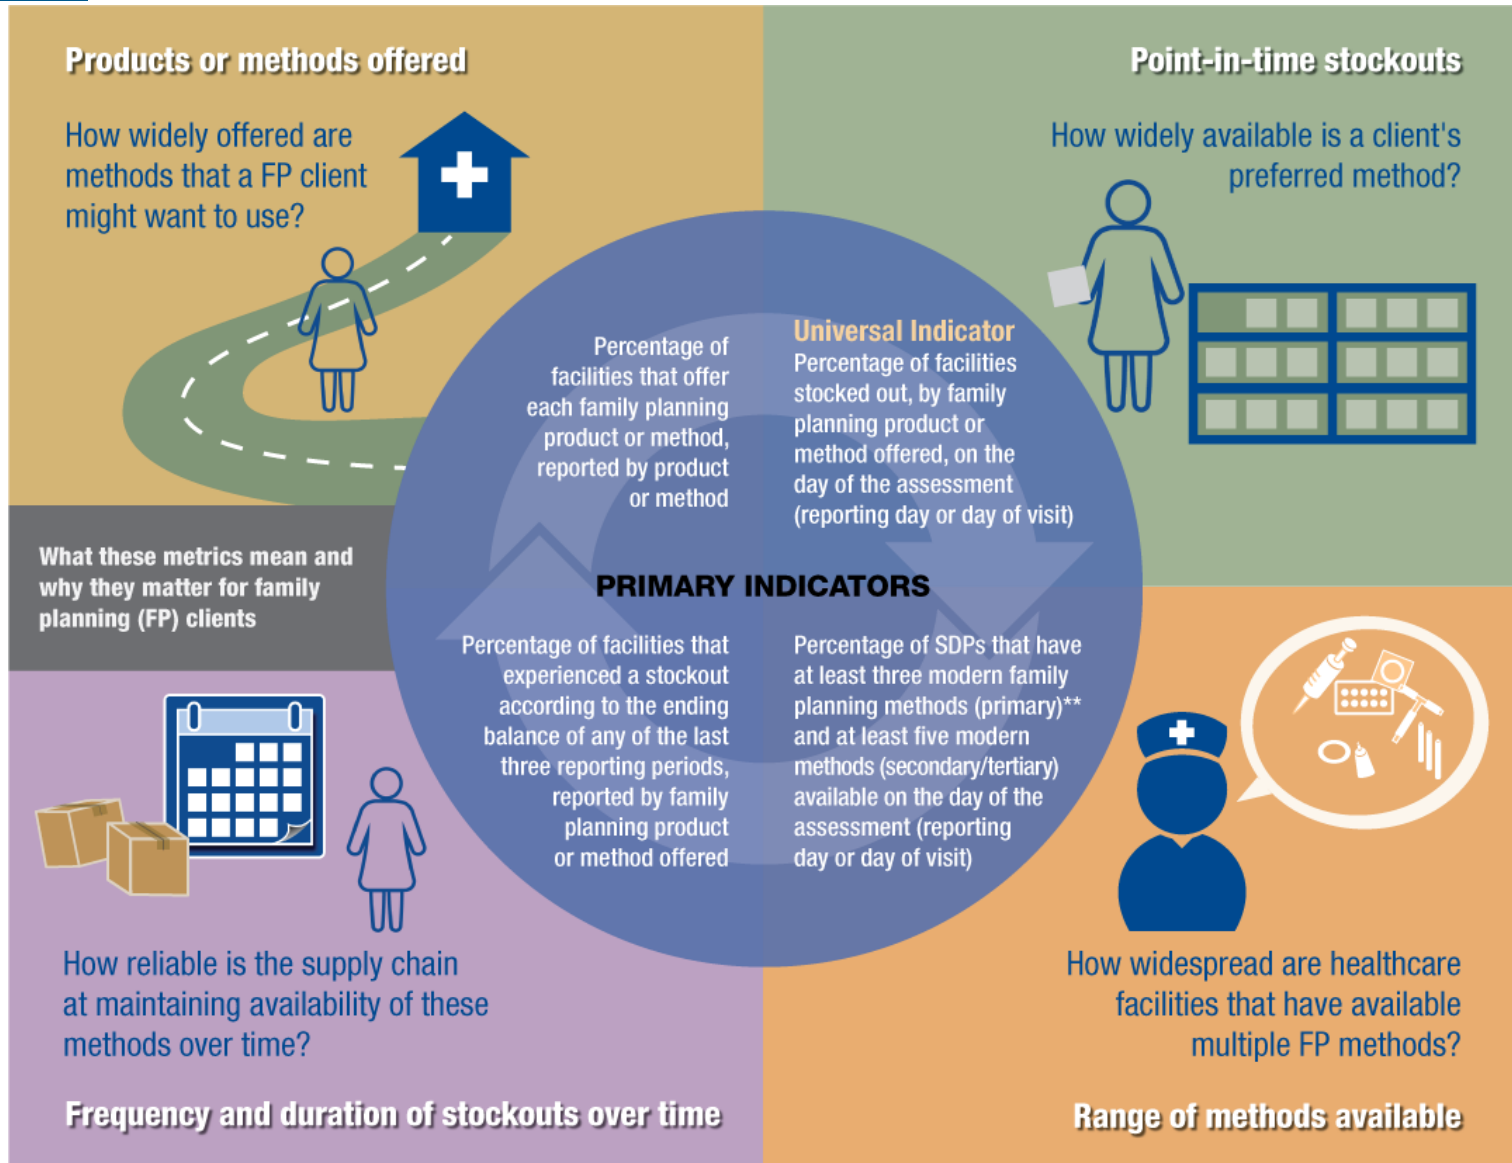 Products or methods offered
How widely offered are
methods that a FP client
might want to use?
Point-in-time stockouts
How widely available is a client's
preferred method?
Percentage of
facilities that offer
each family planning
product or method,
reported by product
or method
Universal Indicator
Percentage of facilities
stocked out, by family
planning product or
method offered, on the
day of the assessment
(reporting day or day of visit)
What these metrics mean and
why they matter for family
planning (FP) clients
PRIMARY INDICATORS
Percentage of facilities that
experienced a stockout
according to the ending
balance of any of the last
three reporting periods,
reported by family
planning product
or method offered
Percentage of SDPs that have
at least three modern family
planning methods (primary)**
and at least five modern
methods (secondary/tertiary)
available on the day of the
assessment (reporting
day or day of visit)
How reliable is the supply chain
at maintaining availability of these
methods over time?
Frequency and duration of stockouts over time
How widespread are healthcare
facilities that have available
multiple FP methods?
Range of methods available